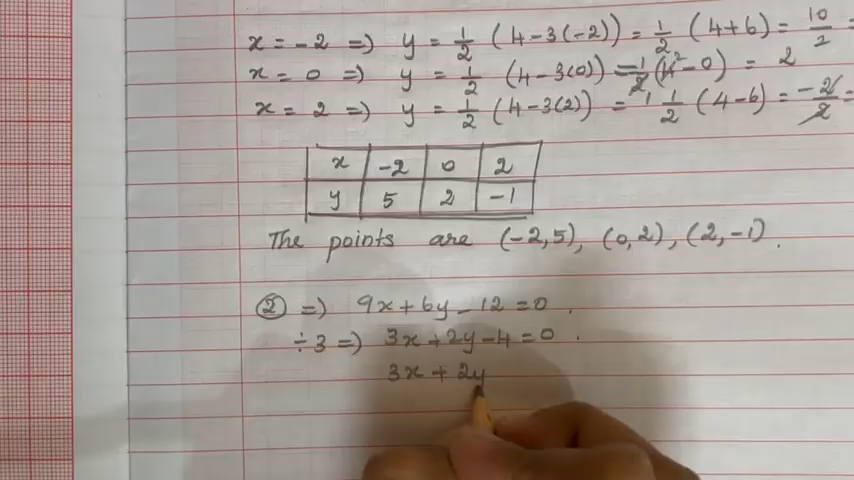 x = -2 => y = 1/2 (4-3(-2)) = 1/2 (4+6) = 10/2 =
x = 0 => y = 1/2 (4-3(0)) = 1/2 (4 2 -0) = 2
x = 2 => y = 1/2 (4-3(2)) = 1/2 (4-6) = -2/2 =
x -2 0 2
y 5 2 -1
The points are (-2,5), (0,2), (2,-1).
② => 9x+6y-12=0.
÷3 => 3x+2y-4=0.
3x + 2y